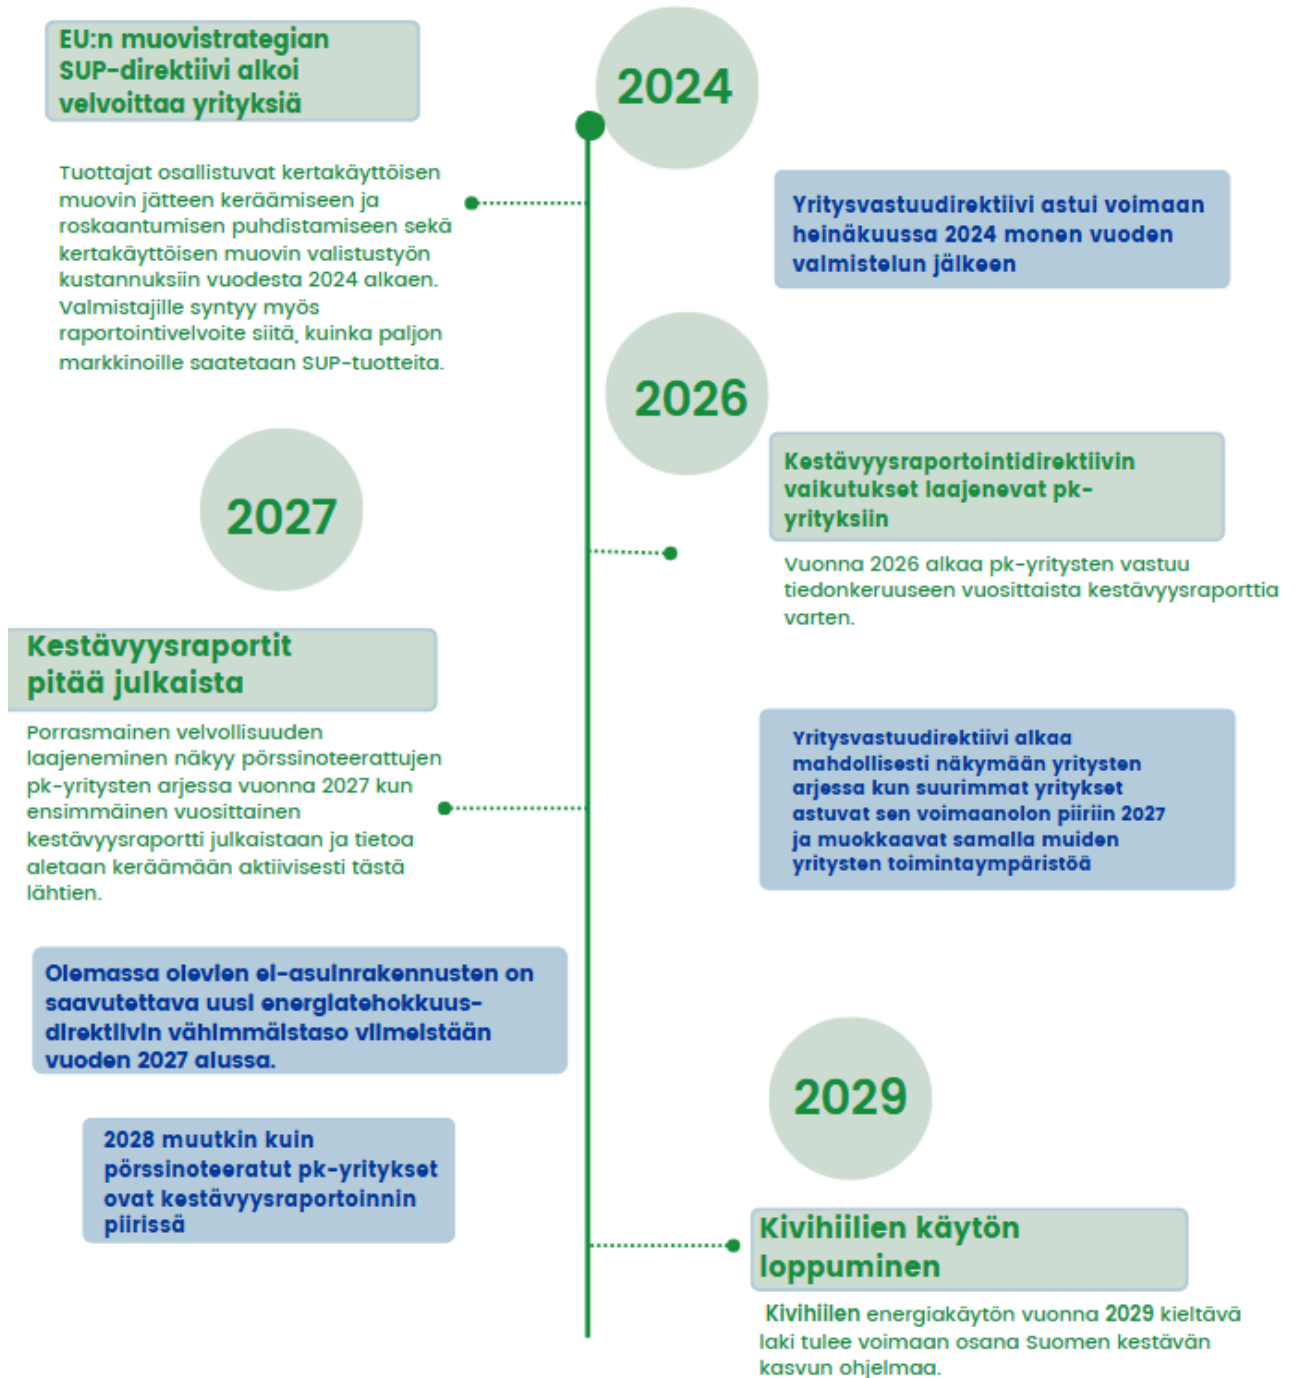 EU:n muovistrategian
SUP-direktiivi alkoi
velvoittaa yrityksiä
2024
Tuottajat osallistuvat kertakäyttöisen
muovin jätteen keräämiseen ja
roskaantumisen puhdistamiseen sekä
kertakäyttöisen muovin valistustyön
kustannuksiin vuodesta 2024 alkaen.
Valmistajille syntyy myös
raportointivelvoite siitä, kuinka paljon
markkinoille saatetaan SUP-tuotteita.
Yritysvastuudirektiivi astui voimaan
heinäkuussa 2024 monen vuoden
valmistelun jälkeen
2026
Kestävyysraportointidirektiivin
vaikutukset laajenevat pk-
yrityksiin
Vuonna 2026 alkaa pk-yritysten vastuu
tiedonkeruuseen vuosittaista kestävyysraporttia
varten.
2027
Kestävyysraportit
pitää julkaista
Porrasmainen velvollisuuden
laajeneminen näkyy pörssinoteerattujen
pk-yritysten arjessa vuonna 2027 kun
ensimmäinen vuosittainen
kestävyysraportti julkaistaan ja tietoa
aletaan keräämään aktiivisesti tästä
lähtien.
Yritysvastuudirektiivi alkaa
mahdollisesti näkymään yritysten
arjessa kun suurimmat yritykset
astuvat sen voimaanolon piiriin 2027
ja muokkaavat samalla muiden
yritysten toimintaympäristöä
Olemassa olevien ei-asuinrakennusten on
saavutettava uusi energiatehokkuus-
direktiivin vähimmäistaso viimeistään
vuoden 2027 alussa.
2028 muutkin kuin
pörssinoteeratut pk-yritykset
ovat kestävyysraportoinnin
piirissä
2029
Kivihiilien käytön
loppuminen
Kivihiilen energiakäytön vuonna 2029 kieltävä
laki tulee voimaan osana Suomen kestävän
kasvun ohjelmaa.